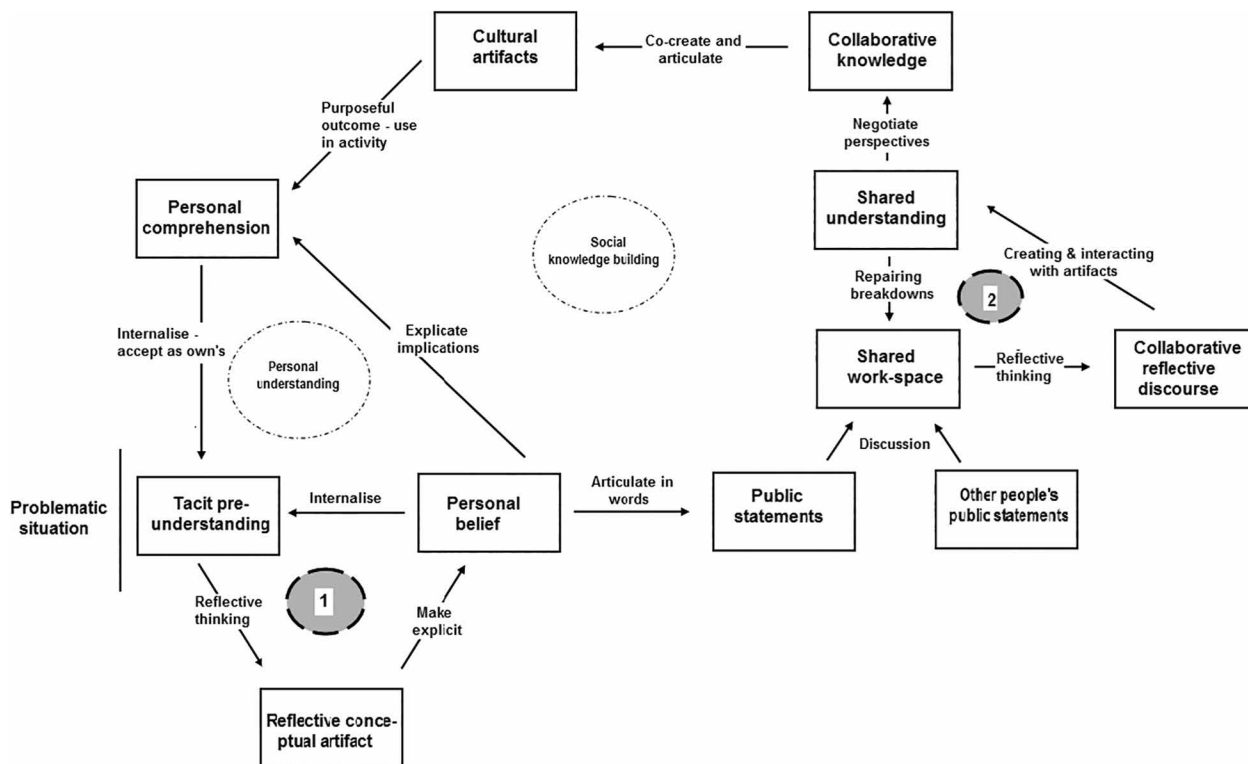 Cultural
artifacts
Co-create and
articulate
Collaborative
knowledge
Purposeful
outcome - use
in activity
Negotiate
perspectives
Personal
comprehension
Social
knowledge building
Shared
understanding
Creating & interacting
with artifacts
Repairing
breakdowns
2
Internalise -
accept as own's
Personal
understanding
Explicate
implications
Shared
work-space
Reflective
thinking
Collaborative
reflective
discourse
Discussion
Problematic
situation
Tacit pre-
understanding
Internalise
Personal
belief
Articulate in
words
Public
statements
Other people's
public statements
Reflective
thinking
1
Make
explicit
Reflective conce-
ptual artifact